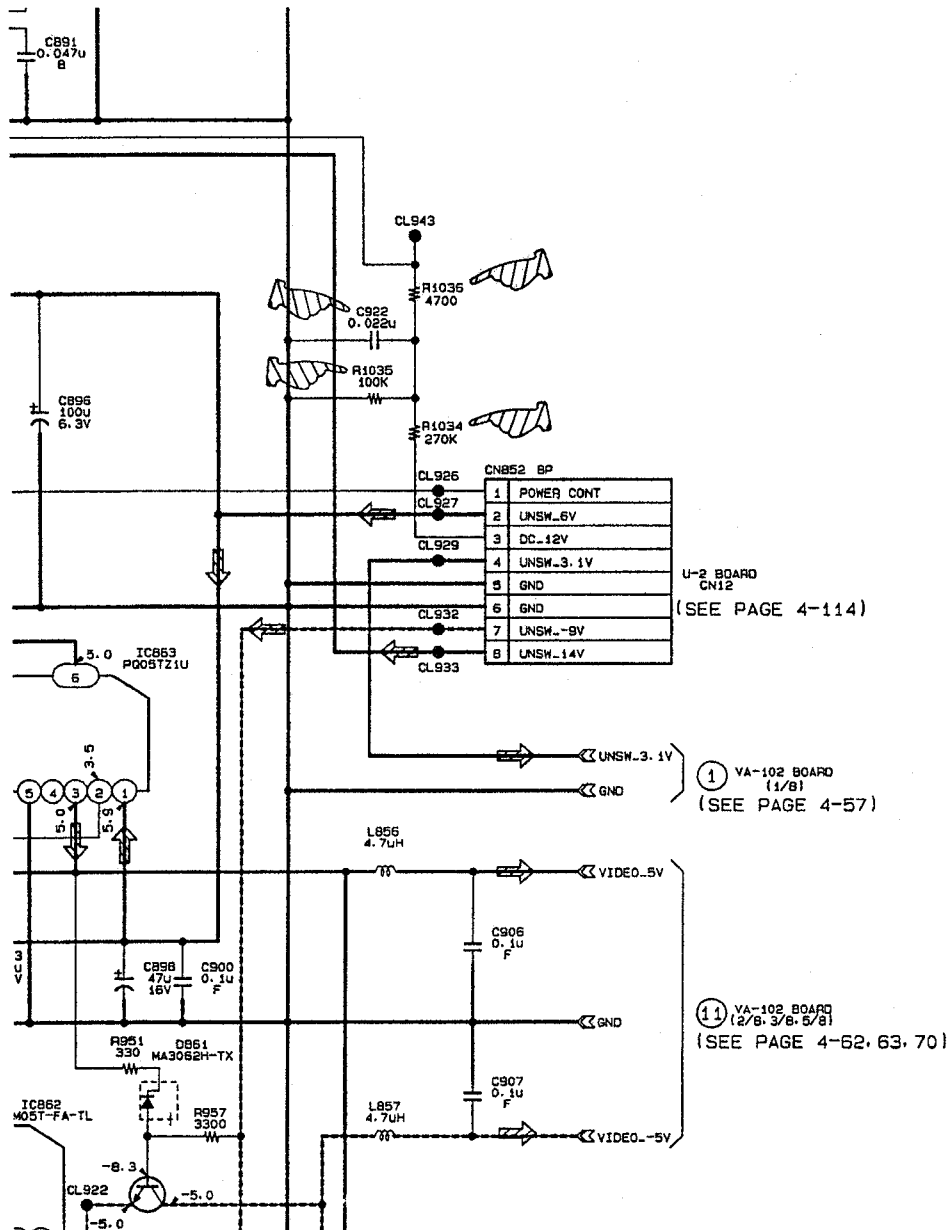 C891
0.047u
B
CL943
R1036
4700
C922
0.022u
R1035
100K
R1034
270K
C896
100u
6.3V
+
CN852 BP
CL926
1 POWER CONT
CL927
2 UNSW_6V
3 DC_12V
CL929
4 UNSW_3.1V
5 GND
6 GND
CL932
7 UNSW_-9V
8 UNSW_14V
CL933
U-2 BOARD
CN12
(SEE PAGE 4-114)
5.0
IC863
PQ05TZ1U
6
3.5
5 4 3 2 1
5.0
5.9
UNSW_3.1V
GND
1 VA-102 BOARD
(1/8)
(SEE PAGE 4-57)
L856
4.7uH
VIDEO_5V
C906
0.1u
F
3
u
V
+
C898
47u
16V
C900
0.1u
F
GND
11 VA-102 BOARD
(2/8.3/8.5/8)
(SEE PAGE 4-62,63,70)
R951
330
D861
MA3062H-TX
C907
0.1u
F
IC862
M05T-FA-TL
R957
3300
L857
4.7uH
VIDEO_-5V
-8.3
CL922
-5.0
-5.0